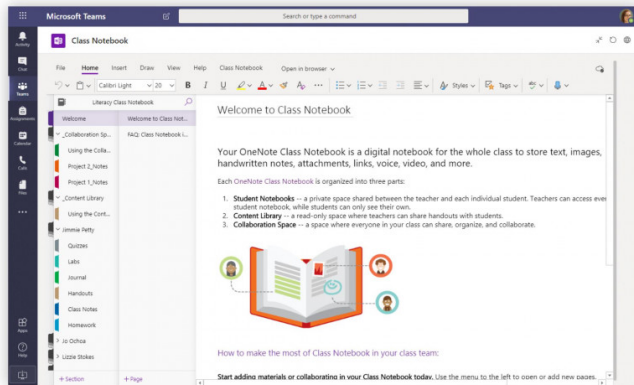 Microsoft Teams
Search or type a command
Activity
Chat
Teams
Assignments
Calendar
Calls
Files
Apps
Help
Class Notebook
File Home Insert Draw View Help Class Notebook Open in browser
Calibri Light 20 B I U A Styles Tags
Literacy Class Notebook
Welcome
_Collaboration Sp...
Using the Colla...
Project 2_Notes
Project 1_Notes
_Content Library
Using the Cont...
Jimmie Petty
Quizzes
Labs
Journal
Handouts
Class Notes
Homework
Jo Ochoa
Lizzie Stokes
+ Section
Welcome to Class Not...
FAQ: Class Notebook i...
+ Page
Welcome to Class Notebook
Your OneNote Class Notebook is a digital notebook for the whole class to store text, images,
handwritten notes, attachments, links, voice, video, and more.
Each OneNote Class Notebook is organized into three parts:
1. Student Notebooks -- a private space shared between the teacher and each individual student. Teachers can access ever
student notebook, while students can only see their own.
2. Content Library -- a read-only space where teachers can share handouts with students.
3. Collaboration Space -- a space where everyone in your class can share, organize, and collaborate.
How to make the most of Class Notebook in your class team:
Start adding materials or collaborating in your Class Notebook today. Use the menu to the left to open or add new pages.